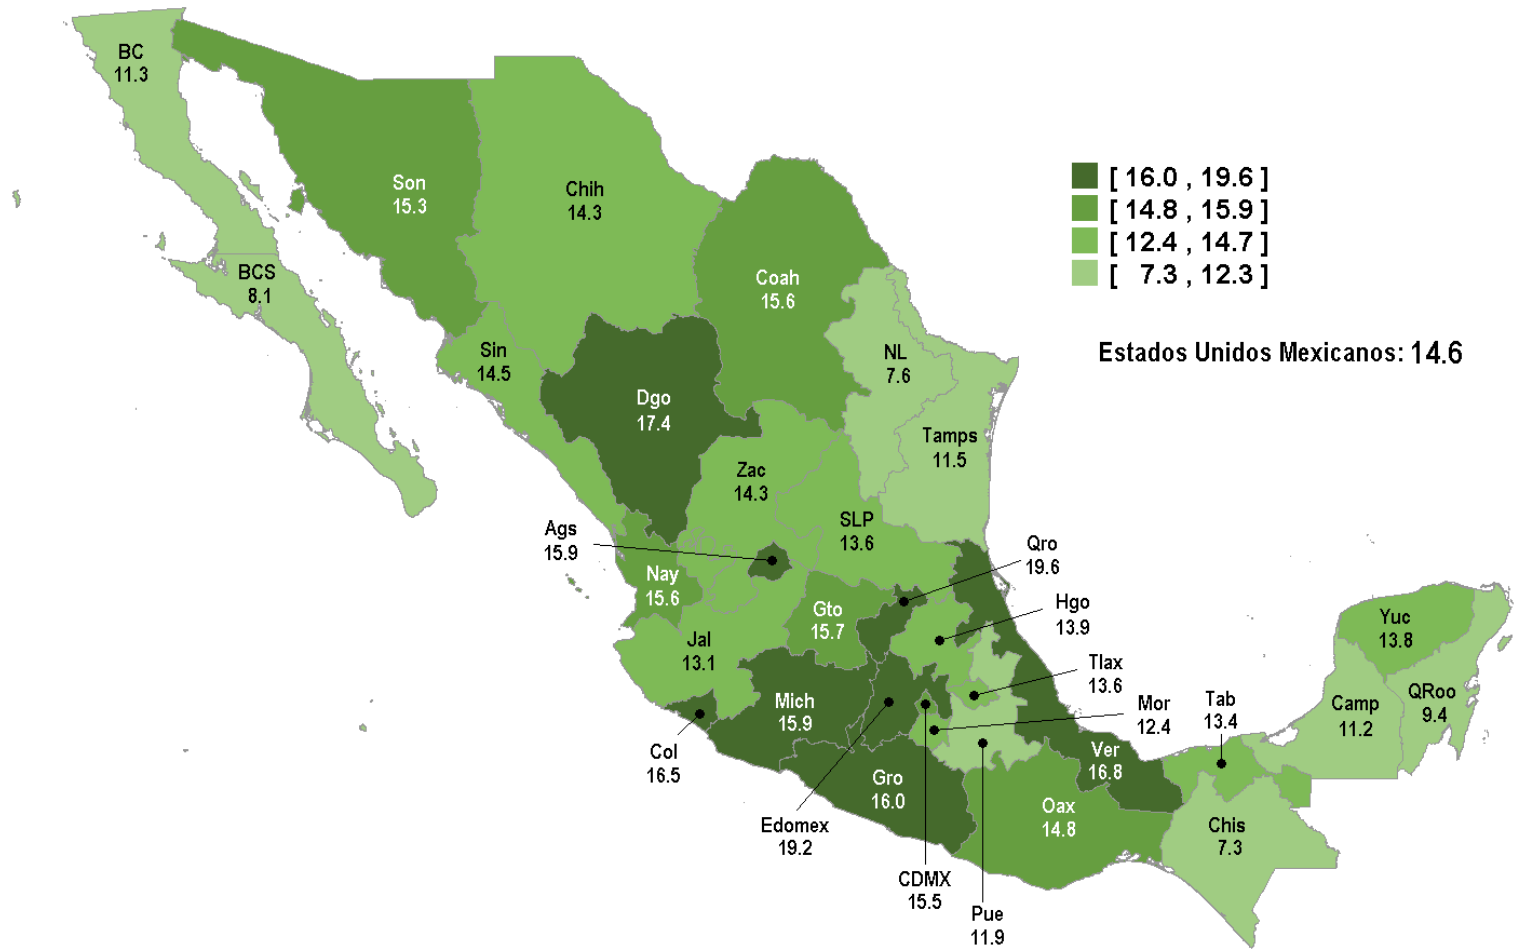 BC
11.3
Son
15.3
Chih
14.3
[ 16.0 , 19.6 ]
[ 14.8 , 15.9 ]
[ 12.4 , 14.7 ]
[ 7.3 , 12.3 ]
Estados Unidos Mexicanos: 14.6
BCS
8.1
Coah
15.6
Sin
14.5
NL
7.6
Dgo
17.4
Tamps
11.5
Zac
14.3
SLP
13.6
Ags
15.9
Qro
19.6
Nay
15.6
Gto
15.7
Hgo
13.9
Yuc
13.8
Jal
13.1
Tlax
13.6
Mich
15.9
Mor
12.4
Tab
13.4
Camp
11.2
QRoo
9.4
Col
16.5
Ver
16.8
Gro
16.0
Oax
14.8
Edomex
19.2
Chis
7.3
CDMX
15.5
Pue
11.9